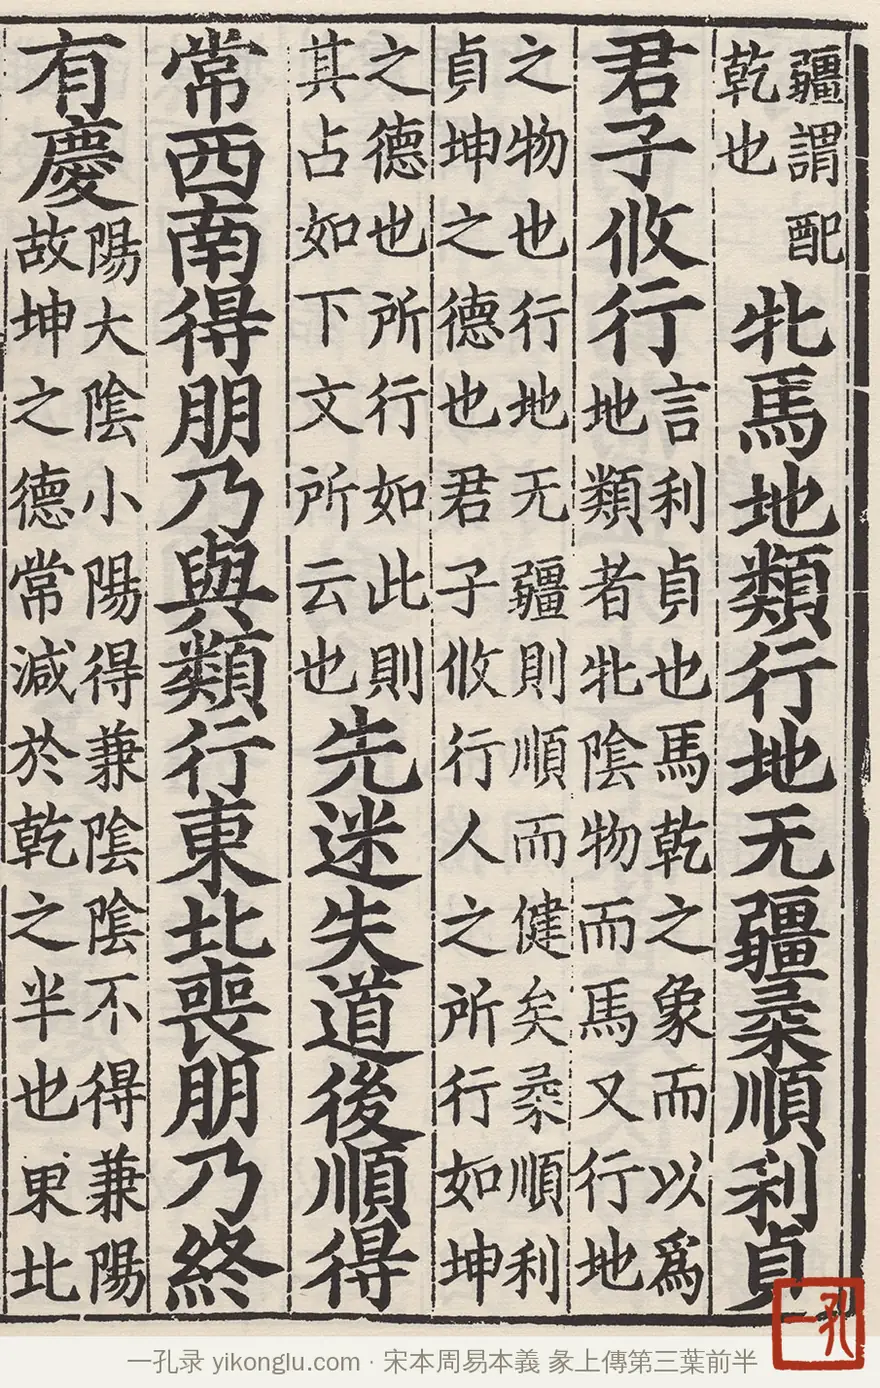 疆謂配乾也牝馬地類行地无疆柔順利貞
君子攸行言利貞也馬乾之象而以爲地類者牝陰物而馬又行地
之物也行地无疆則順而健矣柔順利貞坤之德也君子攸行人之所行如坤
之德也所行如此則其占如下文所云也先迷失道後順得
常西南得朋乃與類行東北喪朋乃終
有慶陽大陰小陽得兼陰陰不得兼陽故坤之德常減於乾之半也東北
一孔
一孔录 yikonglu.com · 宋本周易本義 彖上傳第三葉前半